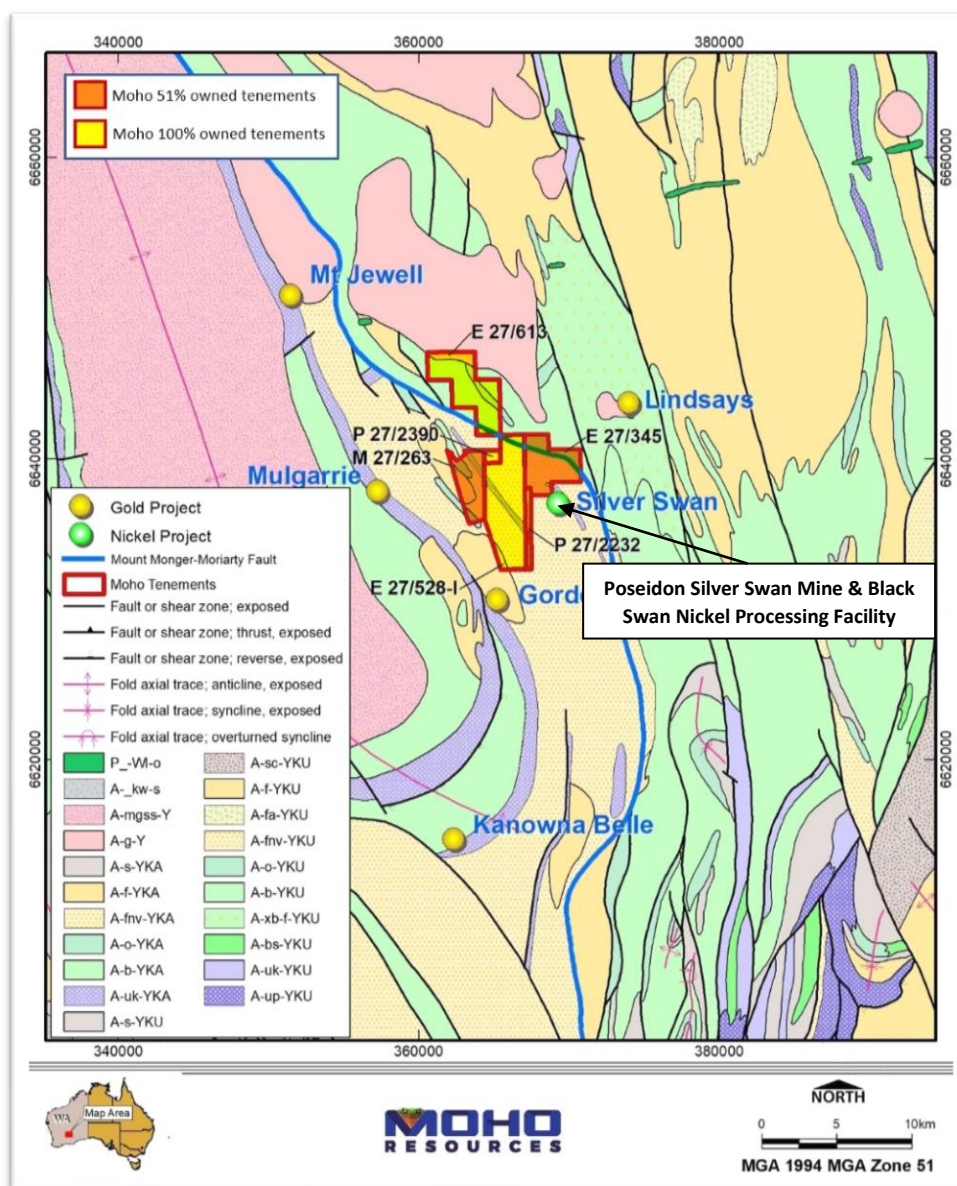 340000
360000
380000
Moho 51% owned tenements
Moho 100% owned tenements
6660000
6660000
Mt Jewell
E 27/613
Lindsays
P 27/2390
E 27/345
M 27/263
6640000
6640000
Mulgarrie
Silver Swan
P 27/2232
E 27/528-I
Gord
Poseidon Silver Swan Mine & Black
Swan Nickel Processing Facility
Gold Project
Nickel Project
Mount Monger-Moriarty Fault
Moho Tenements
Fault or shear zone; exposed
Fault or shear zone; thrust, exposed
Fault or shear zone; reverse, exposed
Fold axial trace; anticline, exposed
Fold axial trace; syncline, exposed
Fold axial trace; overturned syncline
6620000
6620000
P_-WI-o
A-sc-YKU
A-_kw-s
A-f-YKU
A-mgss-Y
A-fa-YKU
A-g-Y
A-fnv-YKU
A-s-YKA
A-o-YKU
A-f-YKA
A-b-YKU
A-fnv-YKA
A-xb-f-YKU
A-o-YKA
A-bs-YKU
A-b-YKA
A-uk-YKU
A-uk-YKA
A-up-YKU
A-s-YKU
Kanowna Belle
340000
360000
380000
WA
Map Area
MOHO
RESOURCES
NORTH
0 5 10km
MGA 1994 MGA Zone 51